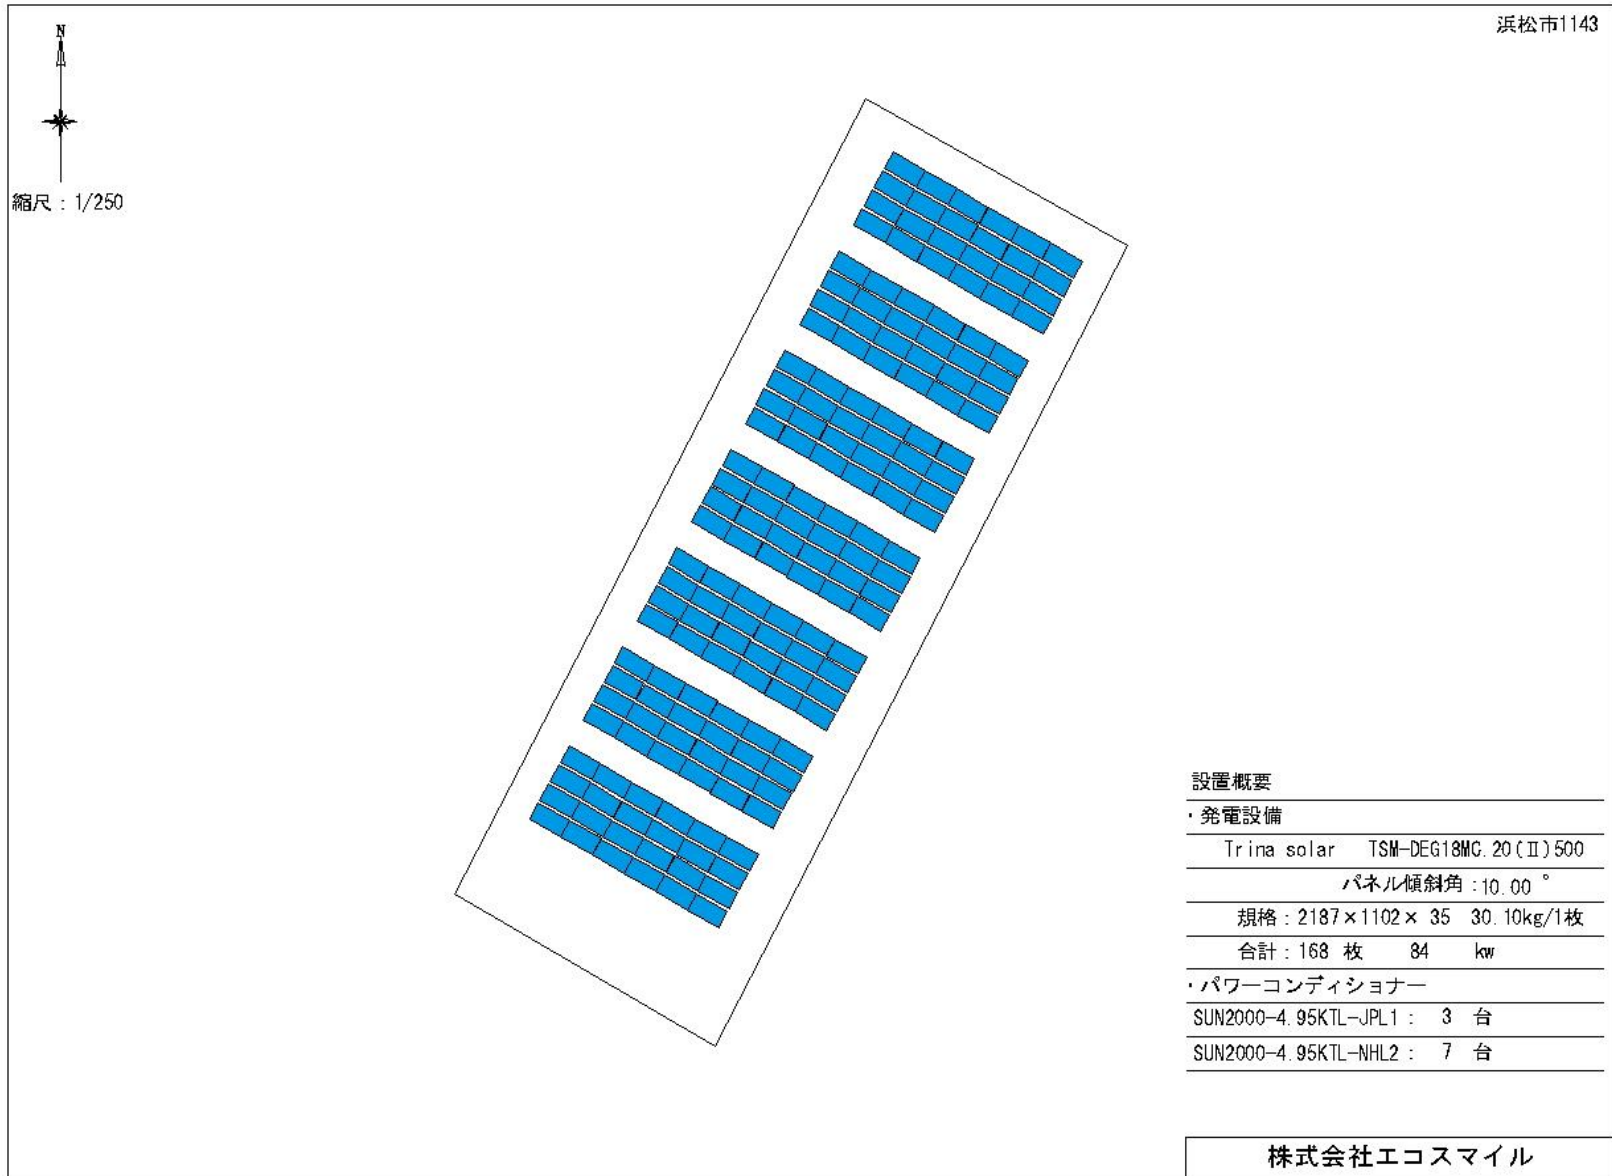 浜松市1143
N
縮尺：1/250
設置概要
・発電設備
Trina solar TSM-DEG18MC.20(Ⅱ)500
パネル傾斜角：10.00°
規格：2187×1102× 35 30.10kg/1枚
合計：168 枚 84 kw
・パワーコンディショナー
SUN2000-4.95KTL-JPL1： 3 台
SUN2000-4.95KTL-NHL2： 7 台
株式会社エコスマイル